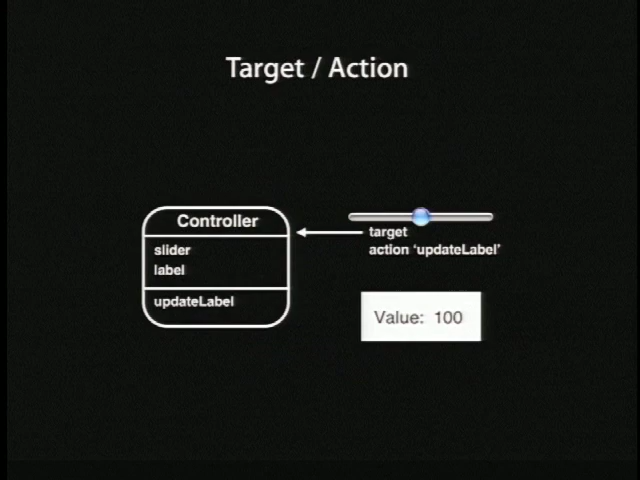 Target / Action
Controller
slider
label
updateLabel
target
action ‘updateLabel’
Value: 100